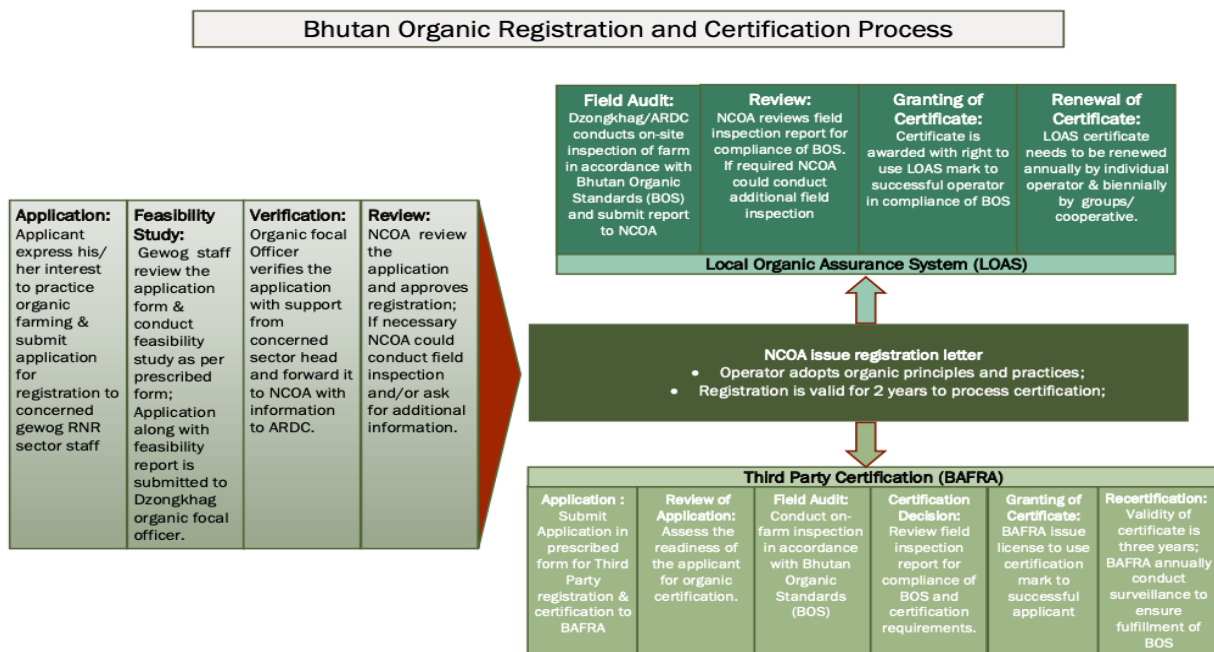 Bhutan Organic Registration and Certification Process
Application:
Applicant
express his/
her interest
to practice
organic
farming &
submit
application
for
registration to
concerned
gewog RNR
sector staff
Feasibility
Study:
Gewog staff
review the
application
form &
conduct
feasibility
study as per
prescribed
form;
Application
along with
feasibility
report is
submitted to
Dzongkhag
organic focal
officer.
Verification:
Organic focal
Officer
verifies the
application
with support
from
concerned
sector head
and forward it
to NCOA with
information
to ARDC.
Review:
NCOA review
the
application
and approves
registration;
If necessary
NCOA could
conduct field
inspection
and/or ask
for additional
information.
Field Audit:
Dzongkhag/ARDC
conducts on-site
inspection of farm
in accordance with
Bhutan Organic
Standards (BOS)
and submit report
to NCOA
Review:
NCOA reviews field
inspection report for
compliance of BOS.
If required NCOA
could conduct
additional field
inspection
Granting of
Certificate:
Certificate is
awarded with right to
use LOAS mark to
successful operator
in compliance of BOS
Renewal of
Certificate:
LOAS certificate
needs to be renewed
annually by individual
operator & biennially
by groups/
cooperative.
Local Organic Assurance System (LOAS)
NCOA issue registration letter
• Operator adopts organic principles and practices;
• Registration is valid for 2 years to process certification;
Third Party Certification (BAFRA)
Application :
Submit
Application in
prescribed
form for Third
Party
registration &
certification to
BAFRA
Review of
Application:
Assess the
readiness of
the applicant
for organic
certification.
Field Audit:
Conduct on-
farm inspection
in accordance
with Bhutan
Organic
Standards
(BOS)
Certification
Decision:
Review field
inspection
report for
compliance of
BOS and
certification
requirements.
Granting of
Certificate:
BAFRA issue
license to use
certification
mark to
successful
applicant
Recertification:
Validity of
certificate is
three years;
BAFRA annually
conduct
surveillance to
ensure
fulfillment of
BOS